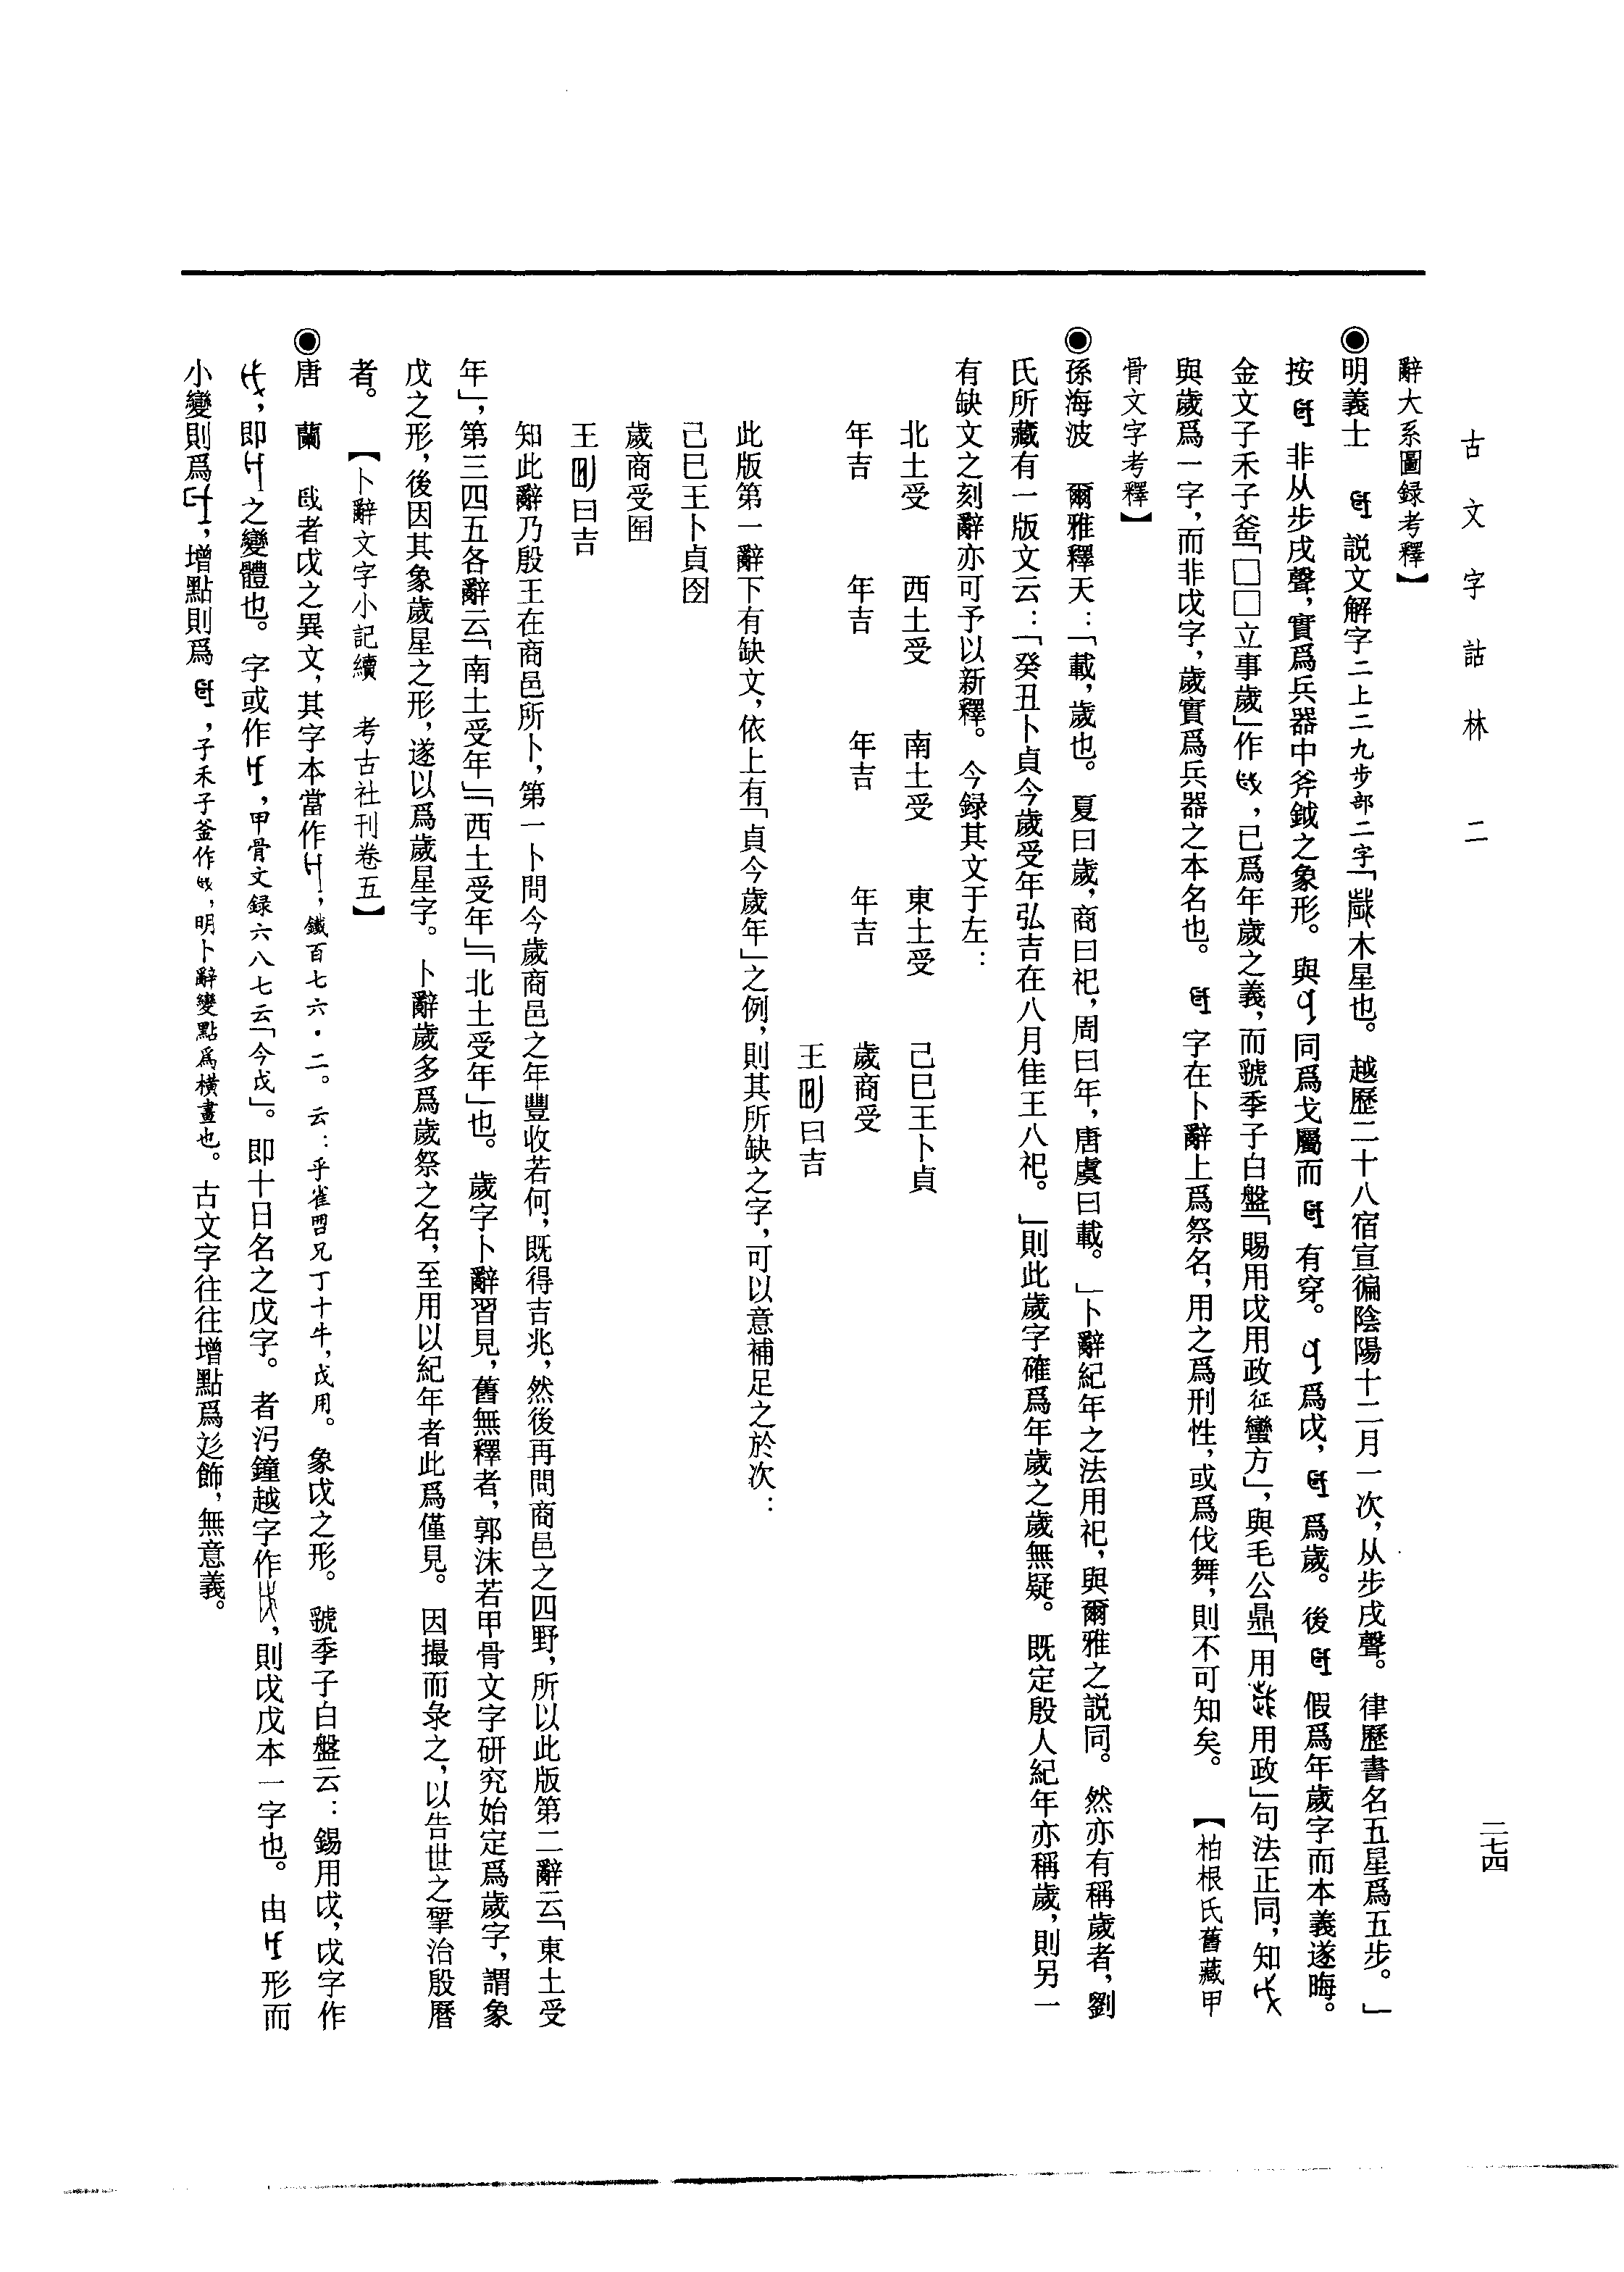 古文字詁林 二
二七四
辭大系圖録考釋】
◉明義士 説文解字二上二九步部二字「歲，木星也。越歷二十八宿宣徧陰陽十二月一次，从步戌聲。律歷書名五星爲五步。」
按 非从步戌聲，實爲兵器中斧鉞之象形。與 同爲戈屬而 有穿。 爲戉， 爲歲。後 假爲年歲字而本義遂晦。
金文子禾子釜「□□立事歲」作 ，已爲年歲之義，而虢季子白盤「賜用戉用政征蠻方」，與毛公鼎「用 用政」句法正同，知
與歲爲一字，而非戉字，歲實爲兵器之本名也。 字在卜辭上爲祭名，用之爲刑性，或爲伐舞，則不可知矣。 【柏根氏舊藏甲
骨文字考釋】
◉孫海波 爾雅釋天：「載，歲也。夏曰歲，商曰祀，周曰年，唐虞曰載。」卜辭紀年之法用祀，與爾雅之説同。然亦有稱歲者，劉
氏所藏有一版文云：「癸丑卜貞今歲受年弘吉在八月隹王八祀。」則此歲字確爲年歲之歲無疑。既定殷人紀年亦稱歲，則另一
有缺文之刻辭亦可予以新釋。今録其文于左：
北土受 西土受 南土受 東土受 己巳王卜貞
年吉 年吉 年吉 年吉 歲商受
王 曰吉
此版第一辭下有缺文，依上有「貞今歲年」之例，則其所缺之字，可以意補足之於次：
己巳王卜貞今
歲商受年
王 曰吉
知此辭乃殷王在商邑所卜，第一卜問今歲商邑之年豐收若何，既得吉兆，然後再問商邑之四野，所以此版第二辭云「東土受
年」，第三四五各辭云「南土受年」「西土受年」「北土受年」也。歲字卜辭習見，舊無釋者，郭沫若甲骨文字研究始定爲歲字，謂象
戉之形，後因其象歲星之形，遂以爲歲星字。卜辭歲多爲歲祭之名，至用以紀年者此爲僅見。因撮而彔之，以告世之㨷治殷曆
者。 【卜辭文字小記續 考古社刊卷五】
◉唐 蘭 者戉之異文，其字本當作 ，鐵百七六·二。云：乎雀 兄丁十牛，戉用。象戉之形。虢季子白盤云：錫用戉，戉字作
，即 之變體也。字或作 ，甲骨文録六八七云「今戉」。即十日名之戊字。者沔鐘越字作 ，則戉戊本一字也。由 形而
小變則爲 ，增點則爲 ，子禾子釜作 ，明卜辭變點爲橫畫也。古文字往往增點爲彣飾，無意義。